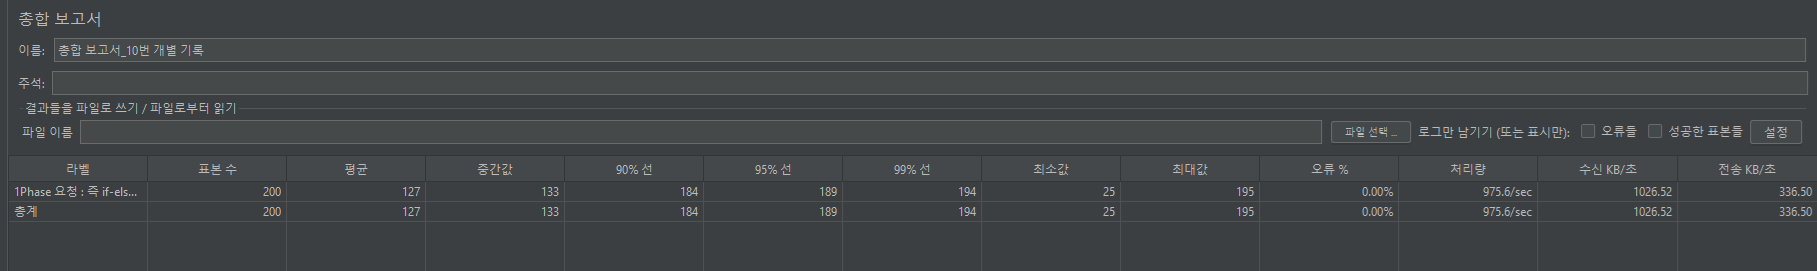 총합 보고서
이름: 총합 보고서_10번 개별 기록
주석:
결과들을 파일로 쓰기 / 파일로부터 읽기
파일 이름 파일 선택 ... 로그만 남기기 (또는 표시만): 오류들 성공한 표본들 설정
라벨 표본 수 평균 중간값 90% 선 95% 선 99% 선 최소값 최대값 오류 % 처리량 수신 KB/초 전송 KB/초
1Phase 요청 : 즉 if-els... 200 127 133 184 189 194 25 195 0.00% 975.6/sec 1026.52 336.50
총계 200 127 133 184 189 194 25 195 0.00% 975.6/sec 1026.52 336.50